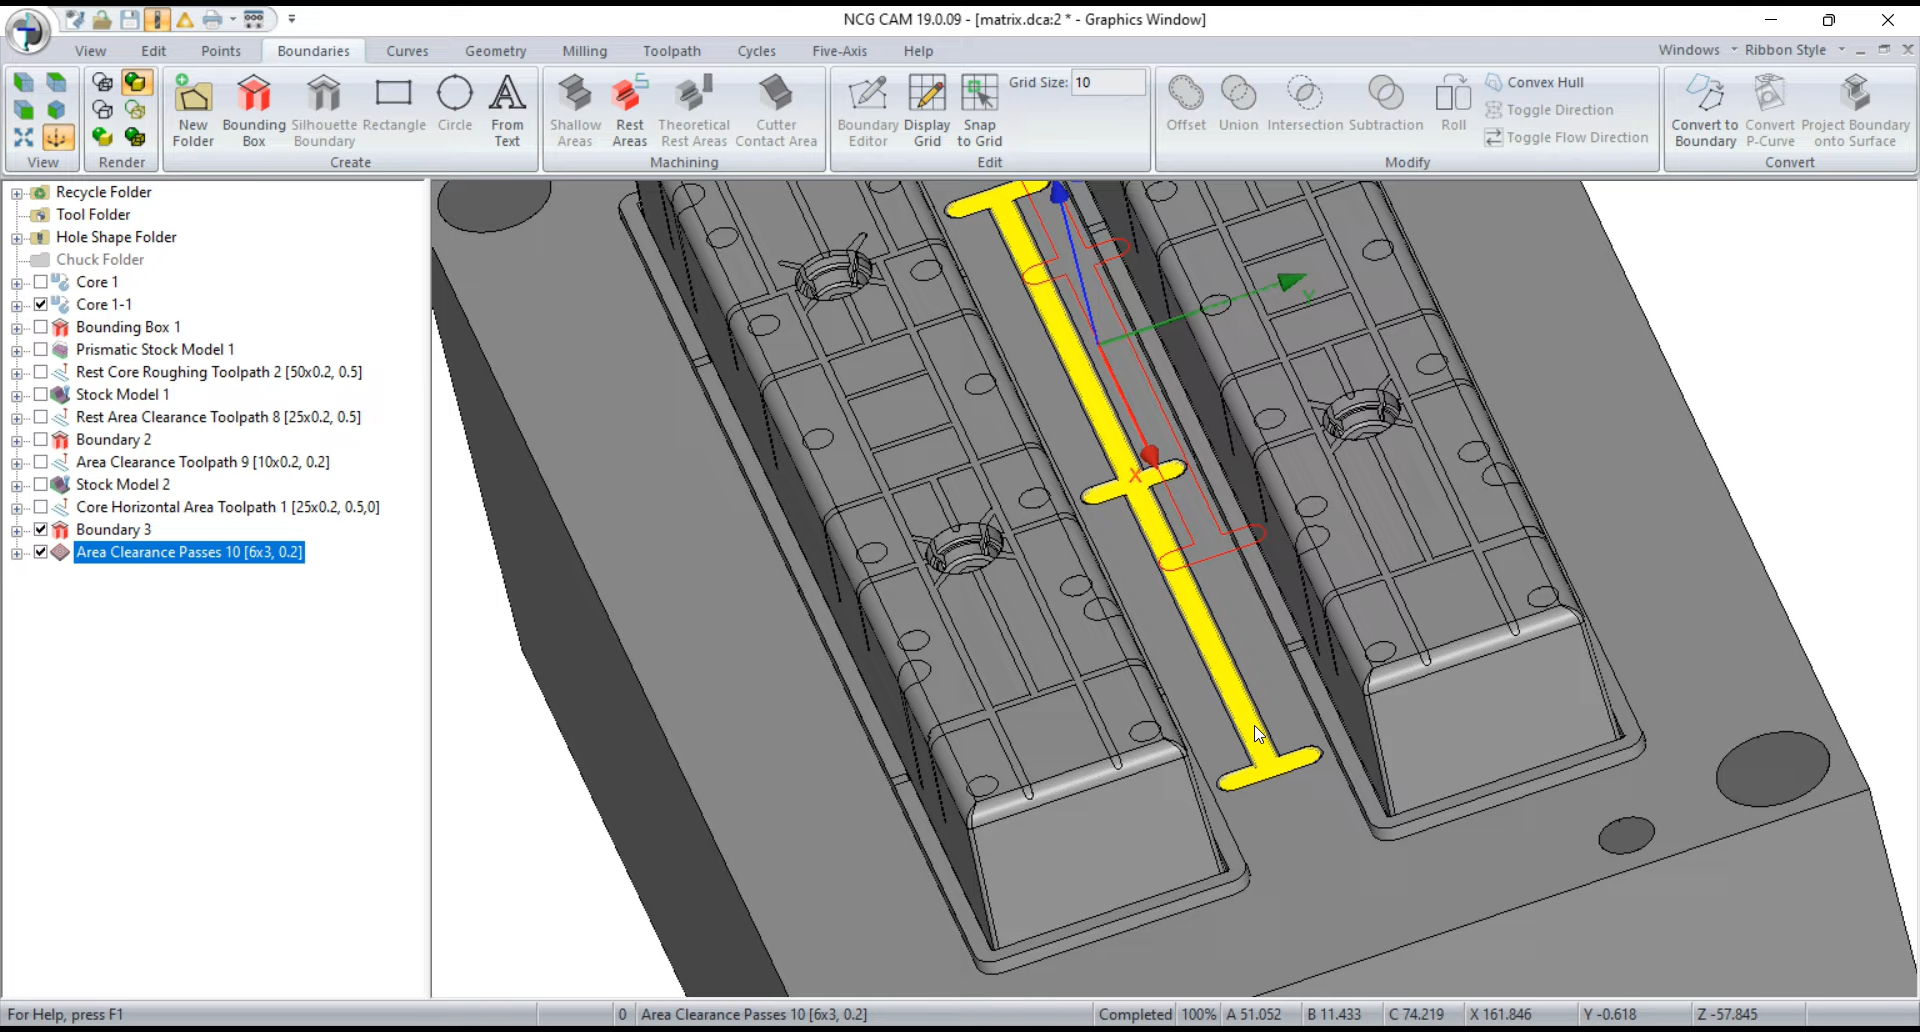 NCG CAM 19.0.09 - [matrix.dca:2 * - Graphics Window]
View Edit Points Boundaries Curves Geometry Milling Toolpath Cycles Five-Axis Help Windows Ribbon Style
New Folder
Bounding Box
Silhouette Boundary
Rectangle
Circle
From Text
Shallow Areas
Rest Areas
Theoretical Rest Areas
Cutter Contact Area
Boundary Editor
Display Grid
Snap to Grid
Grid Size: 10
Offset
Union
Intersection
Subtraction
Roll
Convex Hull
Toggle Direction
Toggle Flow Direction
Convert to Boundary
Convert P-Curve
Project Boundary onto Surface
View Render Create Machining Edit Modify Convert
Recycle Folder
Tool Folder
Hole Shape Folder
Chuck Folder
Core 1
Core 1-1
Bounding Box 1
Prismatic Stock Model 1
Rest Core Roughing Toolpath 2 [50x0.2, 0.5]
Stock Model 1
Rest Area Clearance Toolpath 8 [25x0.2, 0.5]
Boundary 2
Area Clearance Toolpath 9 [10x0.2, 0.2]
Stock Model 2
Core Horizontal Area Toolpath 1 [25x0.2, 0.5,0]
Boundary 3
Area Clearance Passes 10 [6x3, 0.2]
Y
X
For Help, press F1 0 Area Clearance Passes 10 [6x3, 0.2] Completed 100% A 51.052 B 11.433 C 74.219 X 161.846 Y -0.618 Z -57.845